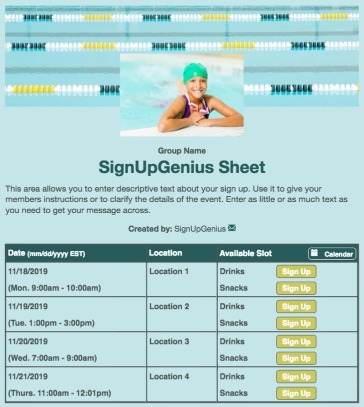 Group Name
SignUpGenius Sheet
This area allows you to enter descriptive text about your sign up. Use it to give your
members instructions or to clarify the details of the event. Enter as little or as much text as
you need to get your message across.
Created by: SignUpGenius
Date (mm/dd/yyyy EST) Location Available Slot Calendar
11/18/2019 Location 1 Drinks Sign Up
(Mon. 9:00am - 10:00am) Snacks Sign Up
11/19/2019 Location 2 Drinks Sign Up
(Tue. 1:00pm - 3:00pm) Snacks Sign Up
11/20/2019 Location 3 Drinks Sign Up
(Wed. 7:00am - 9:00am) Snacks Sign Up
11/21/2019 Location 4 Drinks Sign Up
(Thurs. 11:00am - 12:01pm) Snacks Sign Up